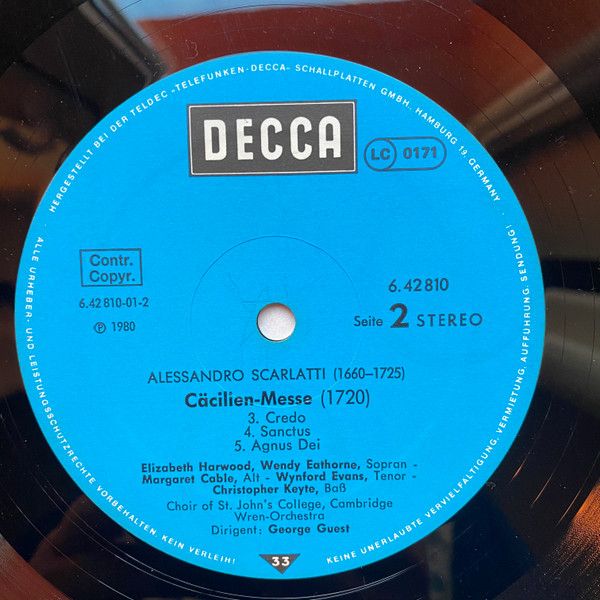 HERGESTELLT BEI DER TELDEC »TELEFUNKEN-DECCA« SCHALLPLATTEN GMBH., HAMBURG 19, GERMANY ·
DECCA
LC 0171
Contr.
Copyr.
6.42 810-01-2
Ⓟ 1980
6.42 810
Seite 2 STEREO
ALESSANDRO SCARLATTI (1660–1725)
Cäcilien-Messe (1720)
3. Credo
4. Sanctus
5. Agnus Dei
Elizabeth Harwood, Wendy Eathorne, Sopran -
Margaret Cable, Alt - Wynford Evans, Tenor -
Christopher Keyte, Baß
Choir of St. John's College, Cambridge
Wren-Orchestra
Dirigent: George Guest
33
ALLE URHEBER- UND LEISTUNGSSCHUTZRECHTE VORBEHALTEN. KEIN VERLEIH!
KEINE UNERLAUBTE VERVIELFÄLTIGUNG, VERMIETUNG, AUFFÜHRUNG, SENDUNG!